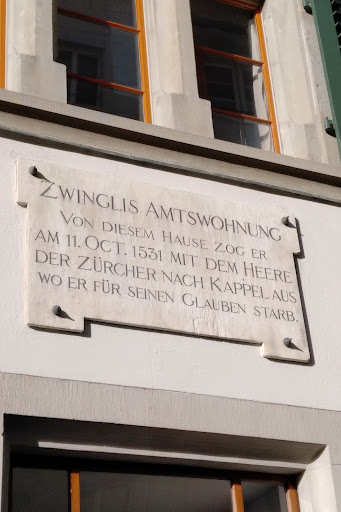 ZWINGLIS AMTSWOHNUNG
VON DIESEM HAUSE ZOG ER
AM 11. OCT. 1531 MIT DEM HEERE
DER ZÜRCHER NACH KAPPEL AUS
WO ER FÜR SEINEN GLAUBEN STARB.